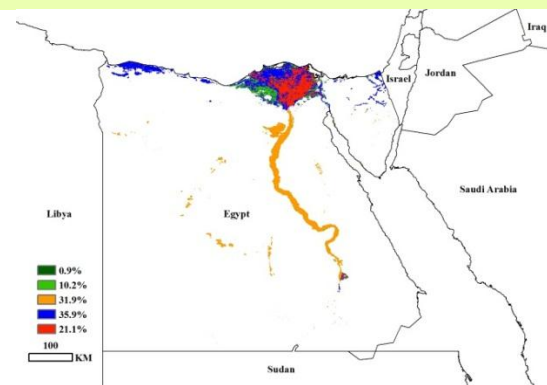 Iraq
Israel
Jordan
Saudi Arabia
Libya
Egypt
0.9%
10.2%
31.9%
35.9%
21.1%
100
KM
Sudan